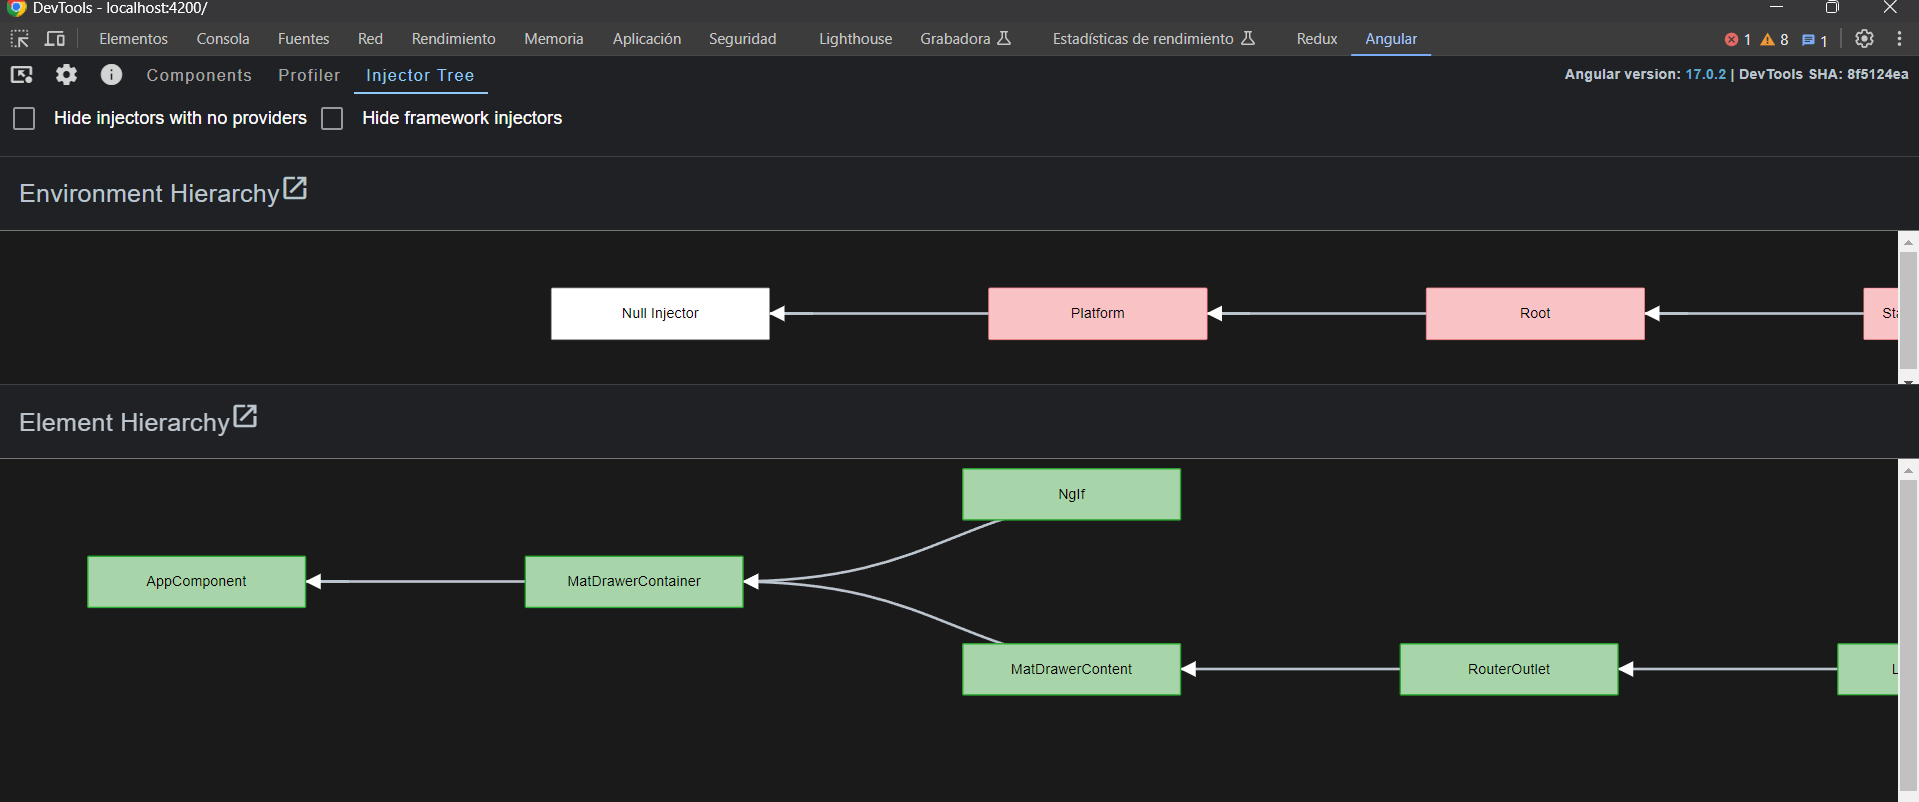 DevTools - localhost:4200/
Elementos Consola Fuentes Red Rendimiento Memoria Aplicación Seguridad Lighthouse Grabadora Estadísticas de rendimiento Redux Angular 1 8 1
Components Profiler Injector Tree Angular version: 17.0.2 | DevTools SHA: 8f5124ea
Hide injectors with no providers Hide framework injectors
Environment Hierarchy
Null Injector Platform Root
Element Hierarchy
NgIf
AppComponent MatDrawerContainer
MatDrawerContent RouterOutlet